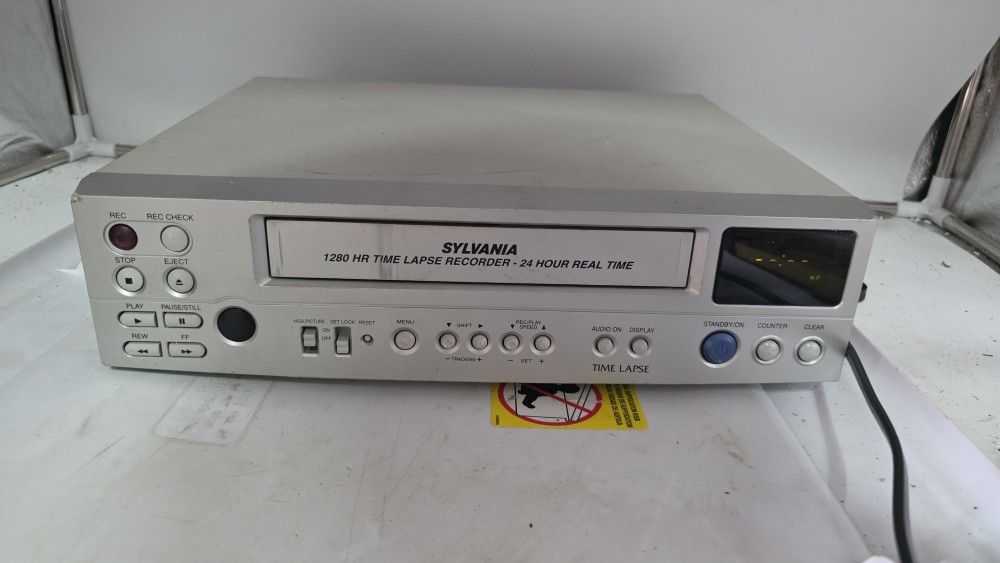 REC REC CHECK
STOP EJECT
PLAY PAUSE/STILL
REW FF
SYLVANIA
1280 HR TIME LAPSE RECORDER - 24 HOUR REAL TIME
HIGH PICTURE SET LOCK RESET
ON
OFF
MENU
▼ SHIFT ►
– TRACKING +
REC/PLAY
▼ SPEED ▲
– SET +
AUDIO ON DISPLAY
TIME LAPSE
--:--
STANDBY/ON COUNTER CLEAR